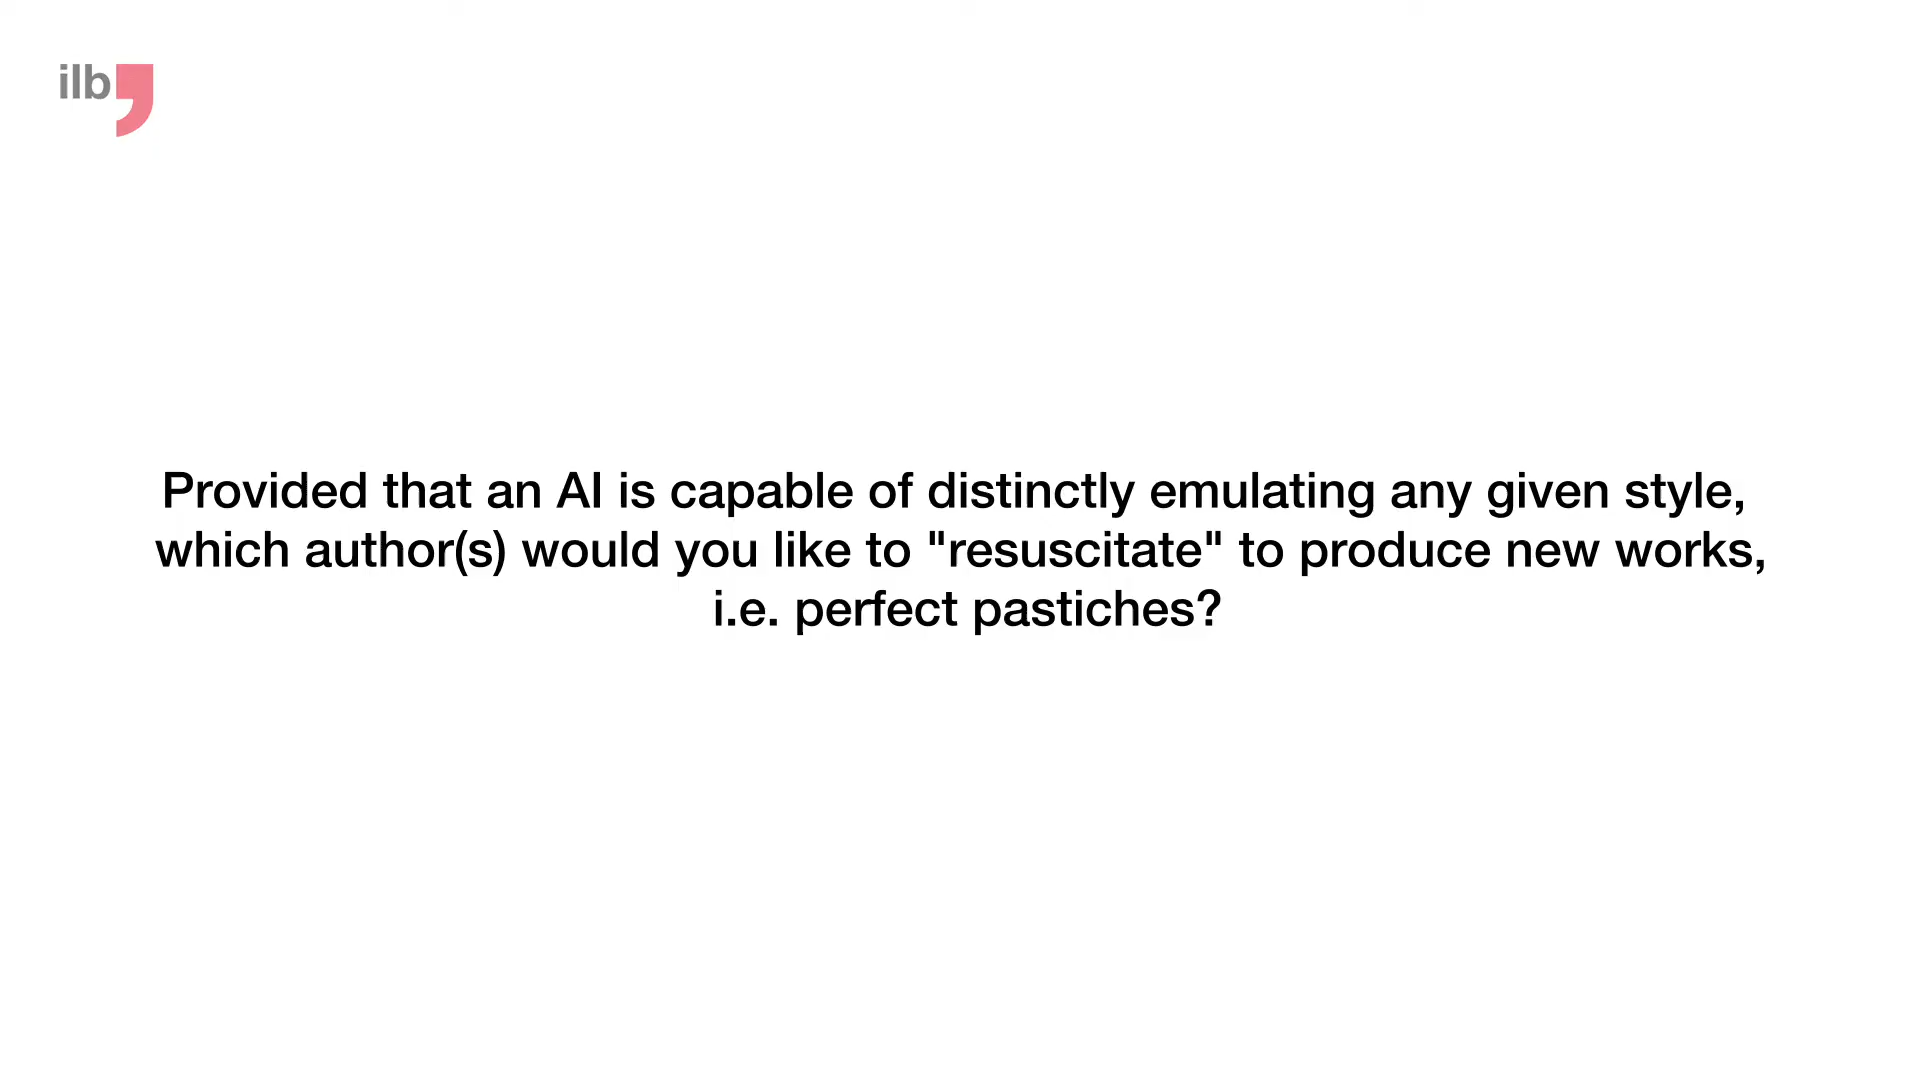 ilb
Provided that an AI is capable of distinctly emulating any given style,
which author(s) would you like to "resuscitate" to produce new works,
i.e. perfect pastiches?